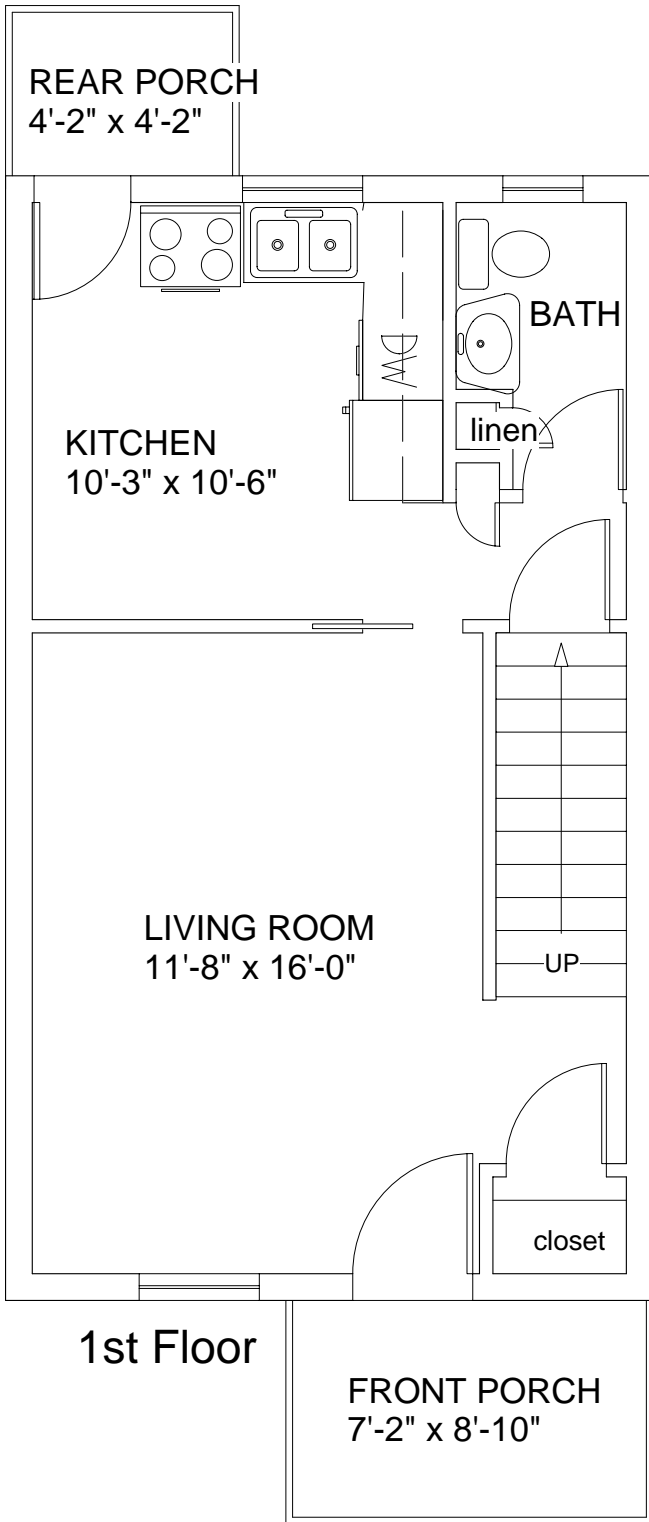 REAR PORCH
4'-2" x 4'-2"
BATH
linen
KITCHEN
10'-3" x 10'-6"
LIVING ROOM
11'-8" x 16'-0"
UP
closet
1st Floor
FRONT PORCH
7'-2" x 8'-10"